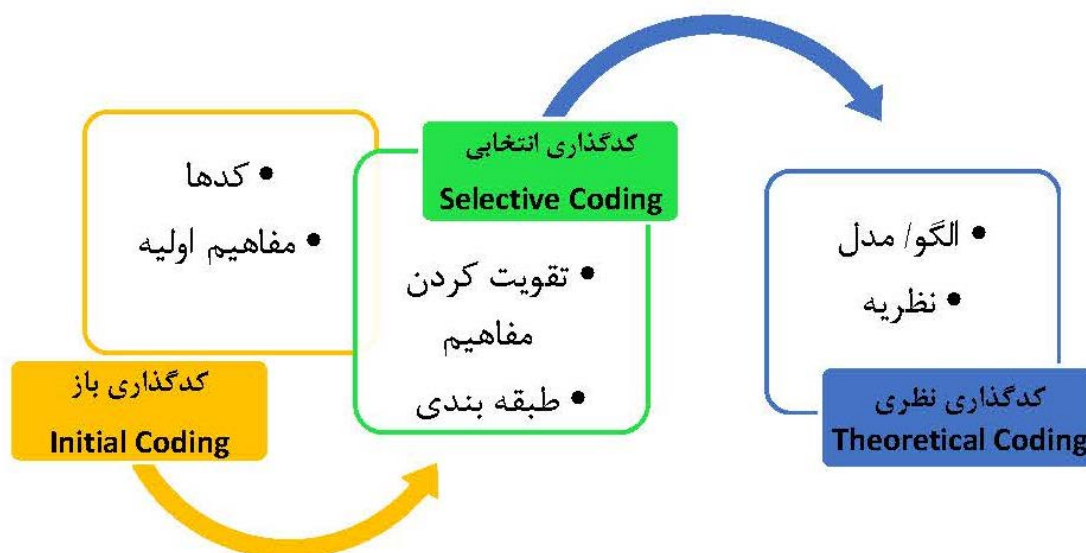 • کدها
• مفاهیم اولیه
کدگذاری باز
Initial Coding
کدگذاری انتخابی
Selective Coding
• تقویت کردن
مفاهیم
• طبقه بندی
• الگو/ مدل
• نظریه
کدگذاری نظری
Theoretical Coding